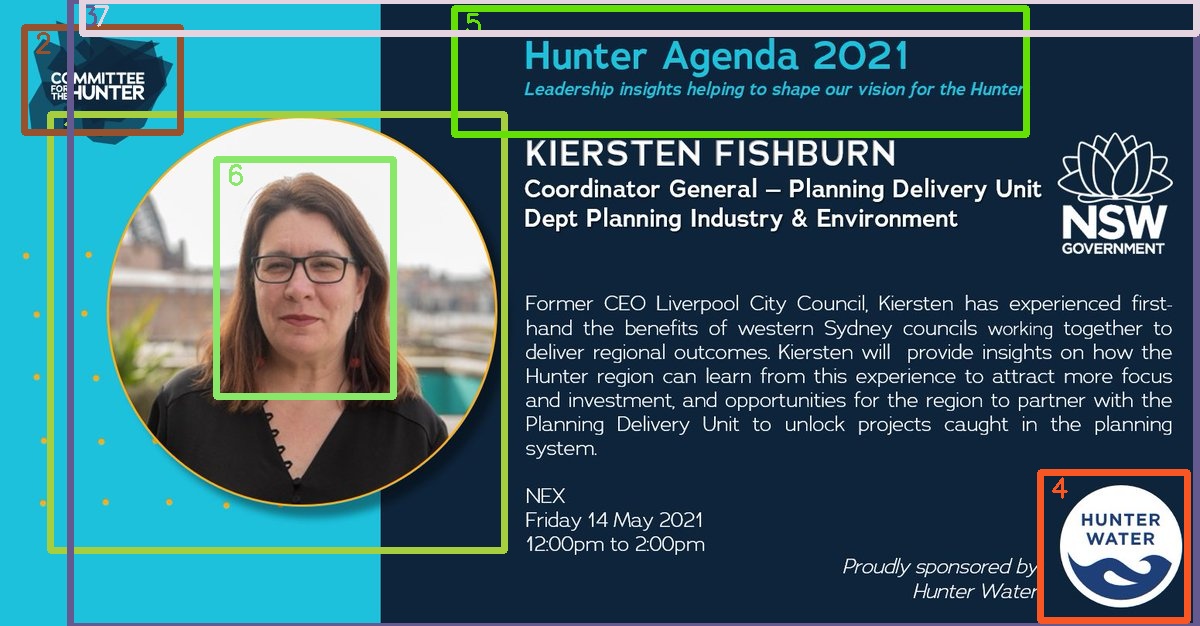 COMMITTEE
FOR
THE HUNTER
Hunter Agenda 2021
Leadership insights helping to shape our vision for the Hunter
KIERSTEN FISHBURN
Coordinator General – Planning Delivery Unit
Dept Planning Industry & Environment
NSW
GOVERNMENT
Former CEO Liverpool City Council, Kiersten has experienced first-
hand the benefits of western Sydney councils working together to
deliver regional outcomes. Kiersten will provide insights on how the
Hunter region can learn from this experience to attract more focus
and investment, and opportunities for the region to partner with the
Planning Delivery Unit to unlock projects caught in the planning
system.
NEX
Friday 14 May 2021
12:00pm to 2:00pm
Proudly sponsored by
Hunter Water
HUNTER
WATER
2
7
5
6
4